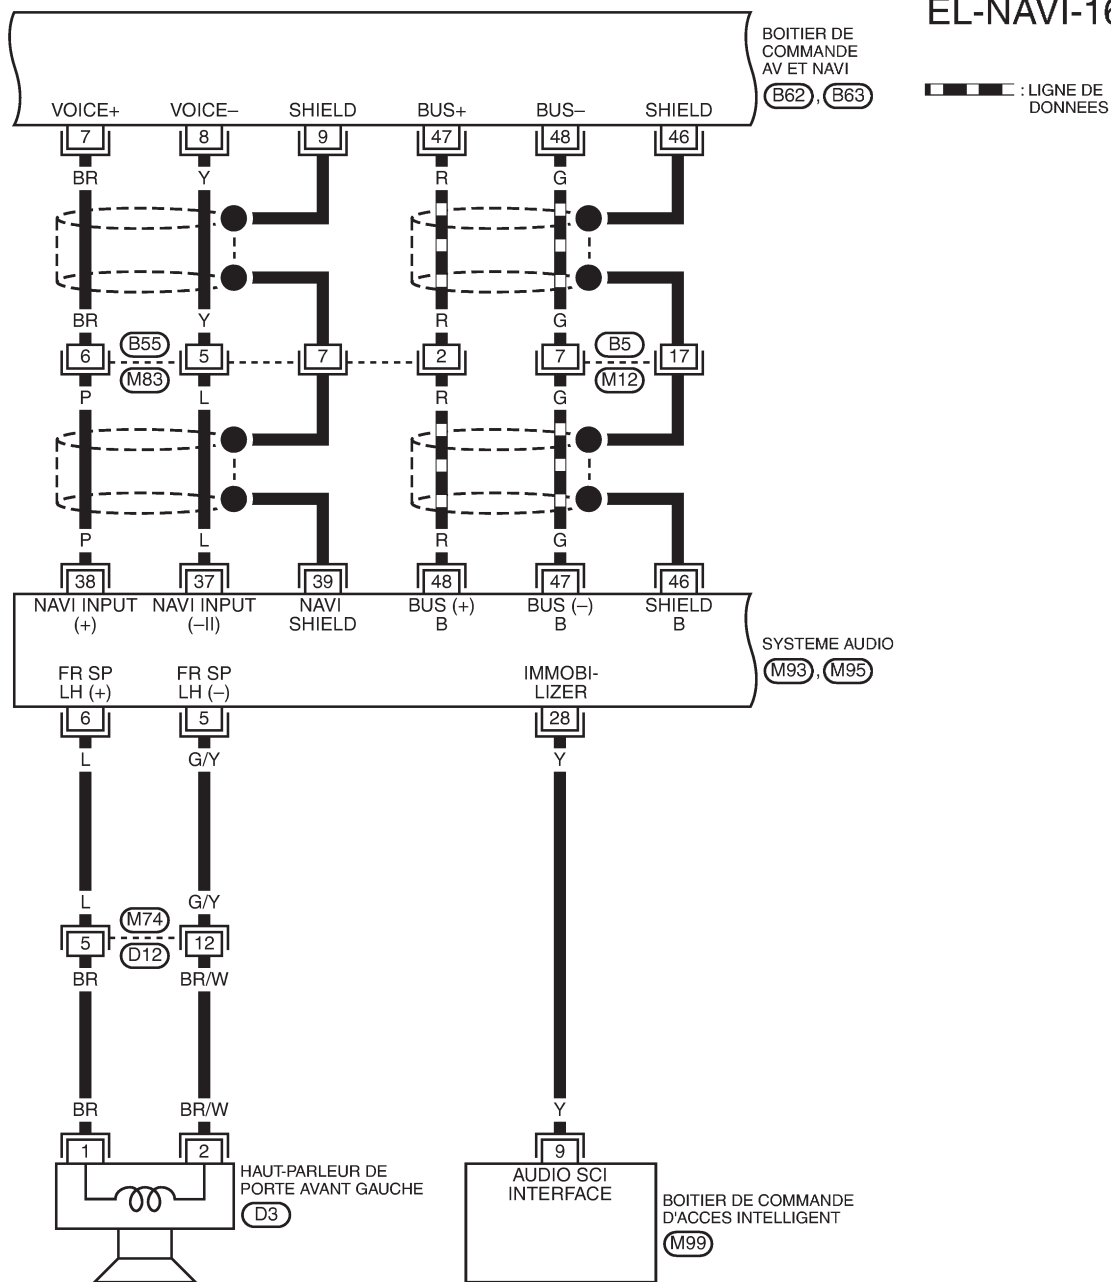 EL-NAVI-16
BOITIER DE
COMMANDE
AV ET NAVI
B62, B63
: LIGNE DE
DONNEES
VOICE+ VOICE– SHIELD BUS+ BUS– SHIELD
7 8 9 47 48 46
BR Y R G
BR Y R G
B55 B5
6 5 7 2 7 17
M83 M12
P L R G
P L R G
38 37 39 48 47 46
NAVI INPUT NAVI INPUT NAVI BUS (+) BUS (–) SHIELD
(+) (–II) SHIELD B B B
SYSTEME AUDIO
M93, M95
FR SP FR SP IMMOBI-
LH (+) LH (–) LIZER
6 5 28
L G/Y Y
L G/Y
M74
5 12
D12
BR BR/W
BR BR/W Y
1 2 9
HAUT-PARLEUR DE
PORTE AVANT GAUCHE
D3
AUDIO SCI
INTERFACE
BOITIER DE COMMANDE
D'ACCES INTELLIGENT
M99